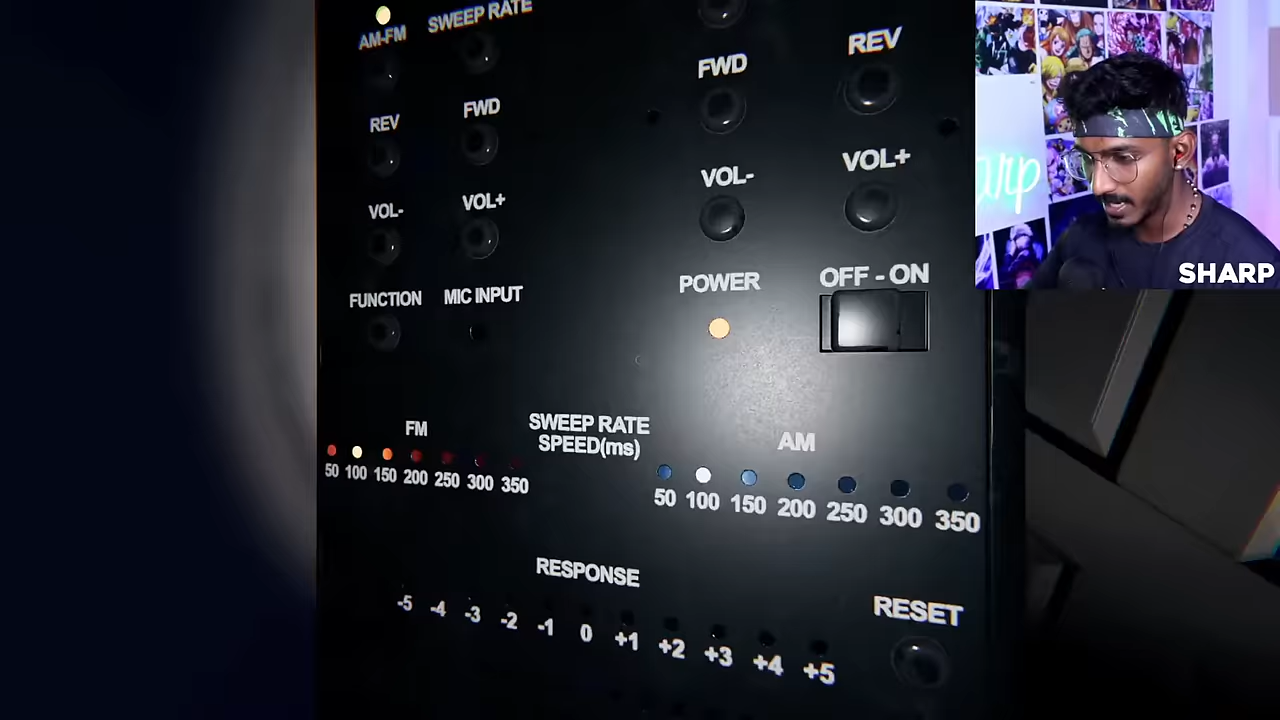 AM-FM SWEEP RATE
REV FWD
VOL- VOL+
FUNCTION MIC INPUT
FWD REV
VOL- VOL+
POWER OFF - ON
FM
50 100 150 200 250 300 350
SWEEP RATE
SPEED(ms)
AM
50 100 150 200 250 300 350
RESPONSE
-5 -4 -3 -2 -1 0 +1 +2 +3 +4 +5
RESET
arp
SHARP